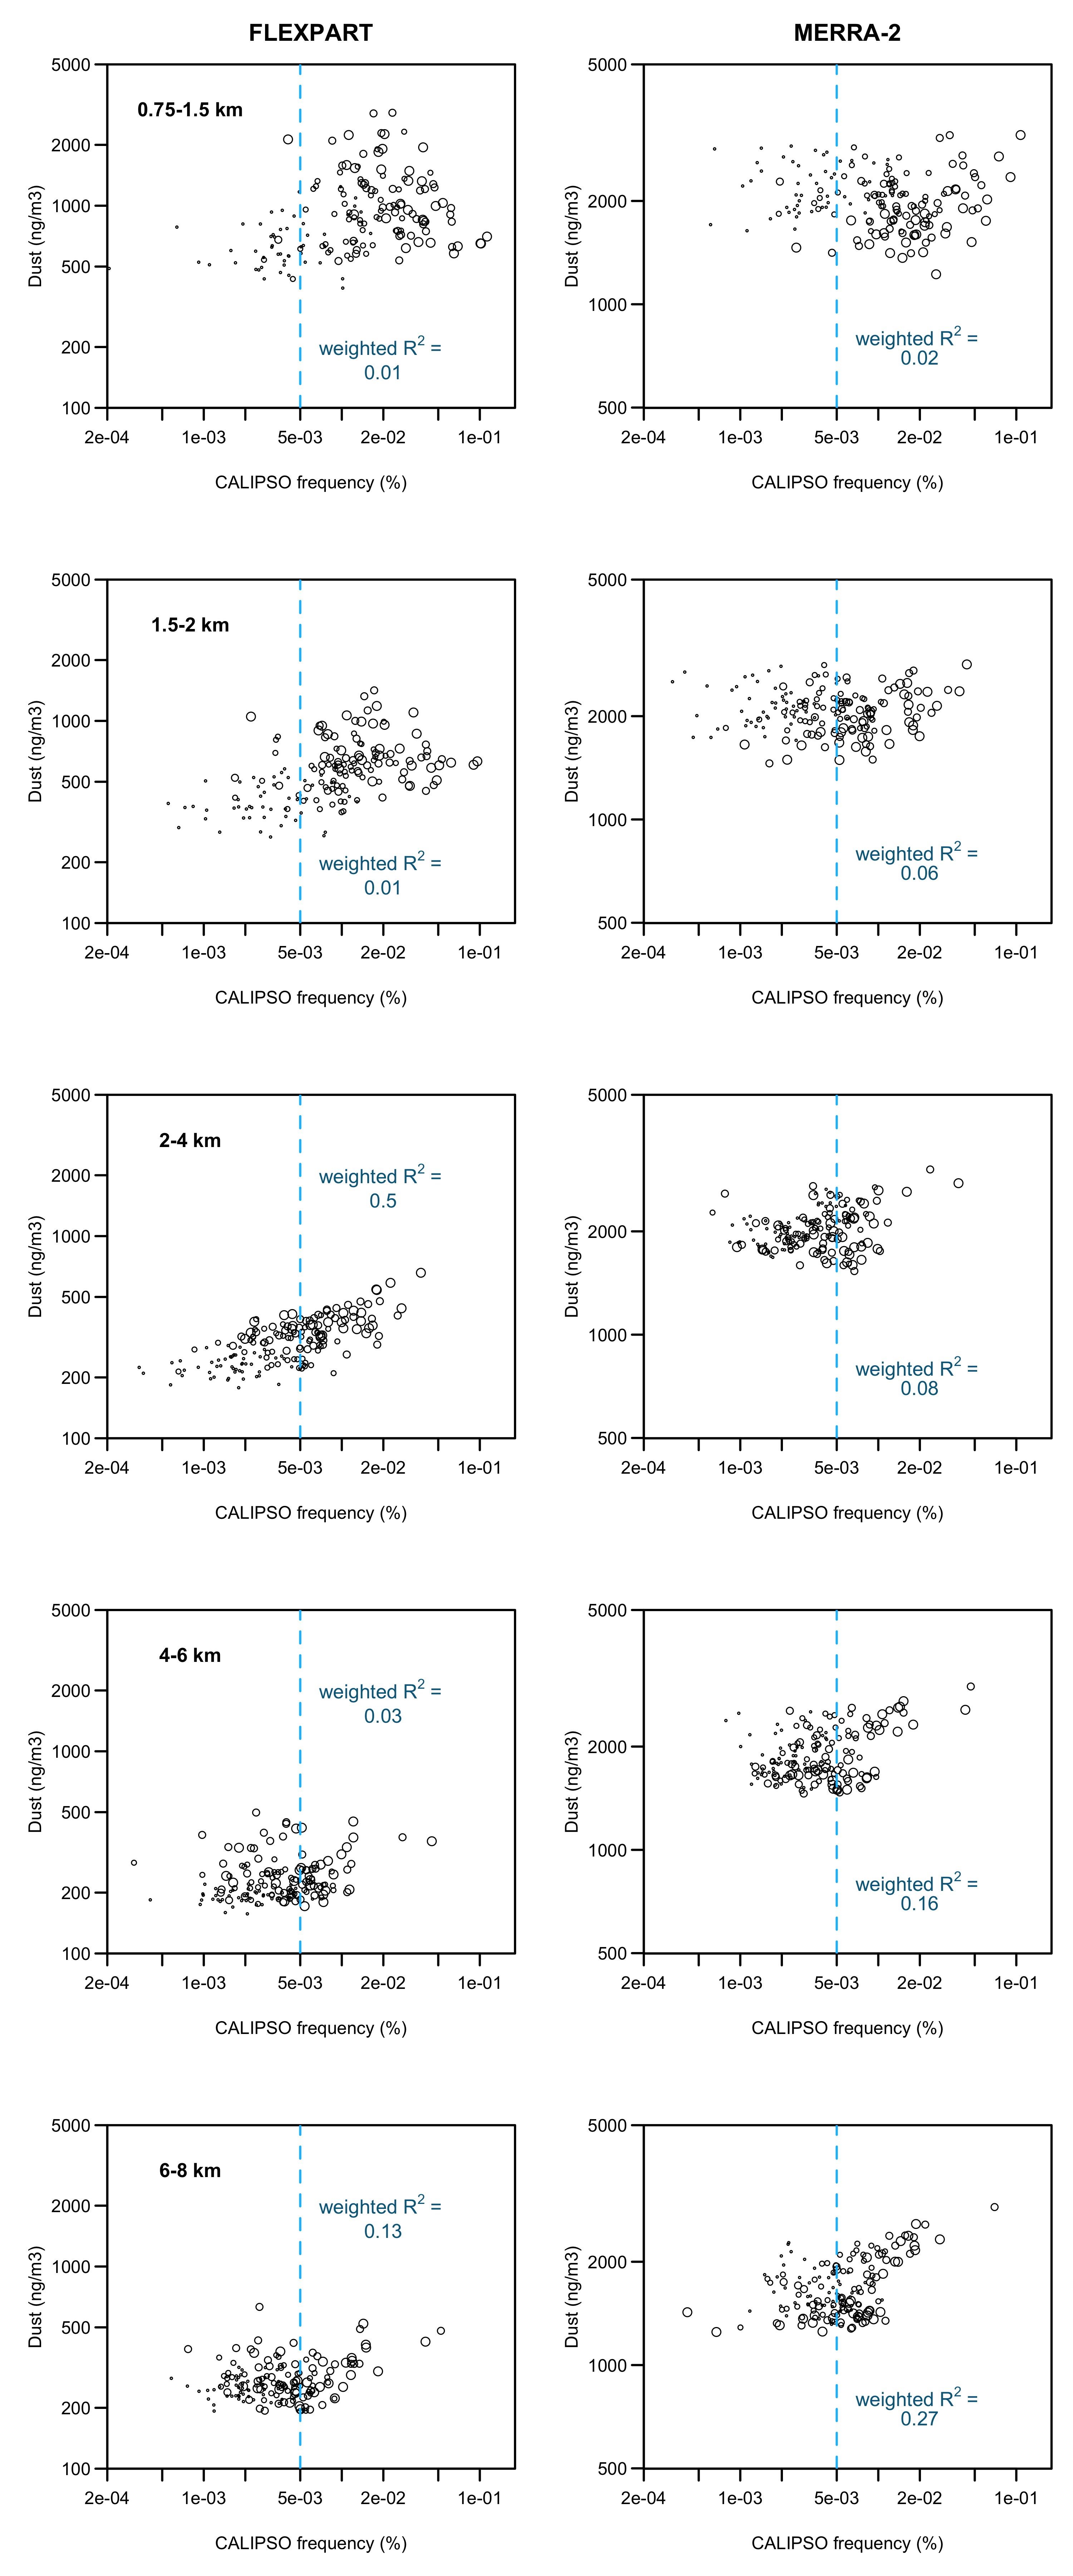 FLEXPART MERRA-2
5000 5000
0.75-1.5 km
2000
1000 2000
Dust (ng/m3) Dust (ng/m3)
500
1000
200 weighted R2 = weighted R2 =
0.01 0.02
100 500
2e-04 1e-03 5e-03 2e-02 1e-01 2e-04 1e-03 5e-03 2e-02 1e-01
CALIPSO frequency (%) CALIPSO frequency (%)
5000 5000
1.5-2 km
2000
1000 2000
Dust (ng/m3) Dust (ng/m3)
500
1000
200 weighted R2 = weighted R2 =
0.01 0.06
100 500
2e-04 1e-03 5e-03 2e-02 1e-01 2e-04 1e-03 5e-03 2e-02 1e-01
CALIPSO frequency (%) CALIPSO frequency (%)
5000 5000
2-4 km
2000 weighted R2 =
0.5
1000 2000
Dust (ng/m3) Dust (ng/m3)
500
1000
200 weighted R2 =
0.08
100 500
2e-04 1e-03 5e-03 2e-02 1e-01 2e-04 1e-03 5e-03 2e-02 1e-01
CALIPSO frequency (%) CALIPSO frequency (%)
5000 5000
4-6 km
2000 weighted R2 =
0.03
1000 2000
Dust (ng/m3) Dust (ng/m3)
500
1000
200 weighted R2 =
0.16
100 500
2e-04 1e-03 5e-03 2e-02 1e-01 2e-04 1e-03 5e-03 2e-02 1e-01
CALIPSO frequency (%) CALIPSO frequency (%)
5000 5000
6-8 km
2000 weighted R2 =
0.13
1000 2000
Dust (ng/m3) Dust (ng/m3)
500
1000
200 weighted R2 =
0.27
100 500
2e-04 1e-03 5e-03 2e-02 1e-01 2e-04 1e-03 5e-03 2e-02 1e-01
CALIPSO frequency (%) CALIPSO frequency (%)